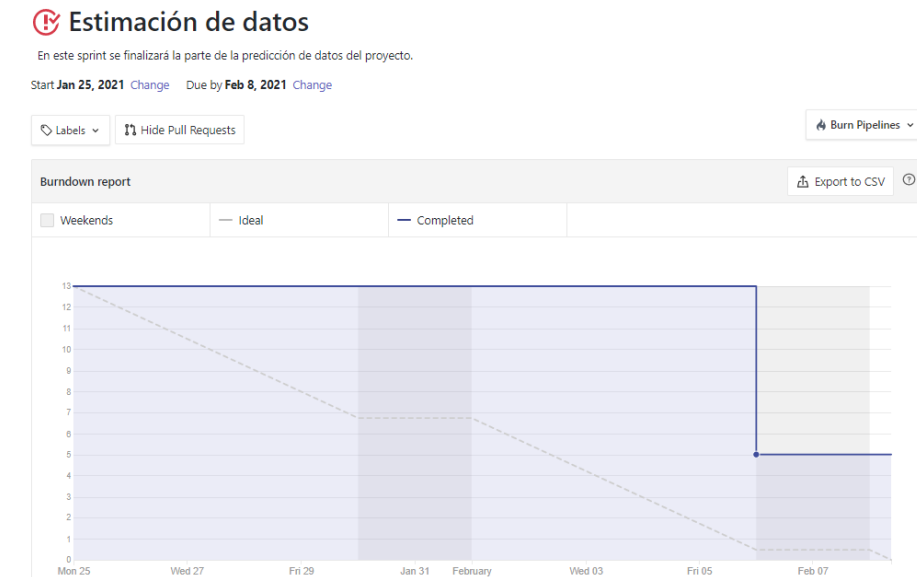 Estimación de datos
En este sprint se finalizará la parte de la predicción de datos del proyecto.
Start Jan 25, 2021 Change Due by Feb 8, 2021 Change
Labels Hide Pull Requests Burn Pipelines
Burndown report Export to CSV
Weekends Ideal Completed
13
12
11
10
9
8
7
6
5
4
3
2
1
0
Mon 25 Wed 27 Fri 29 Jan 31 February Wed 03 Fri 05 Feb 07